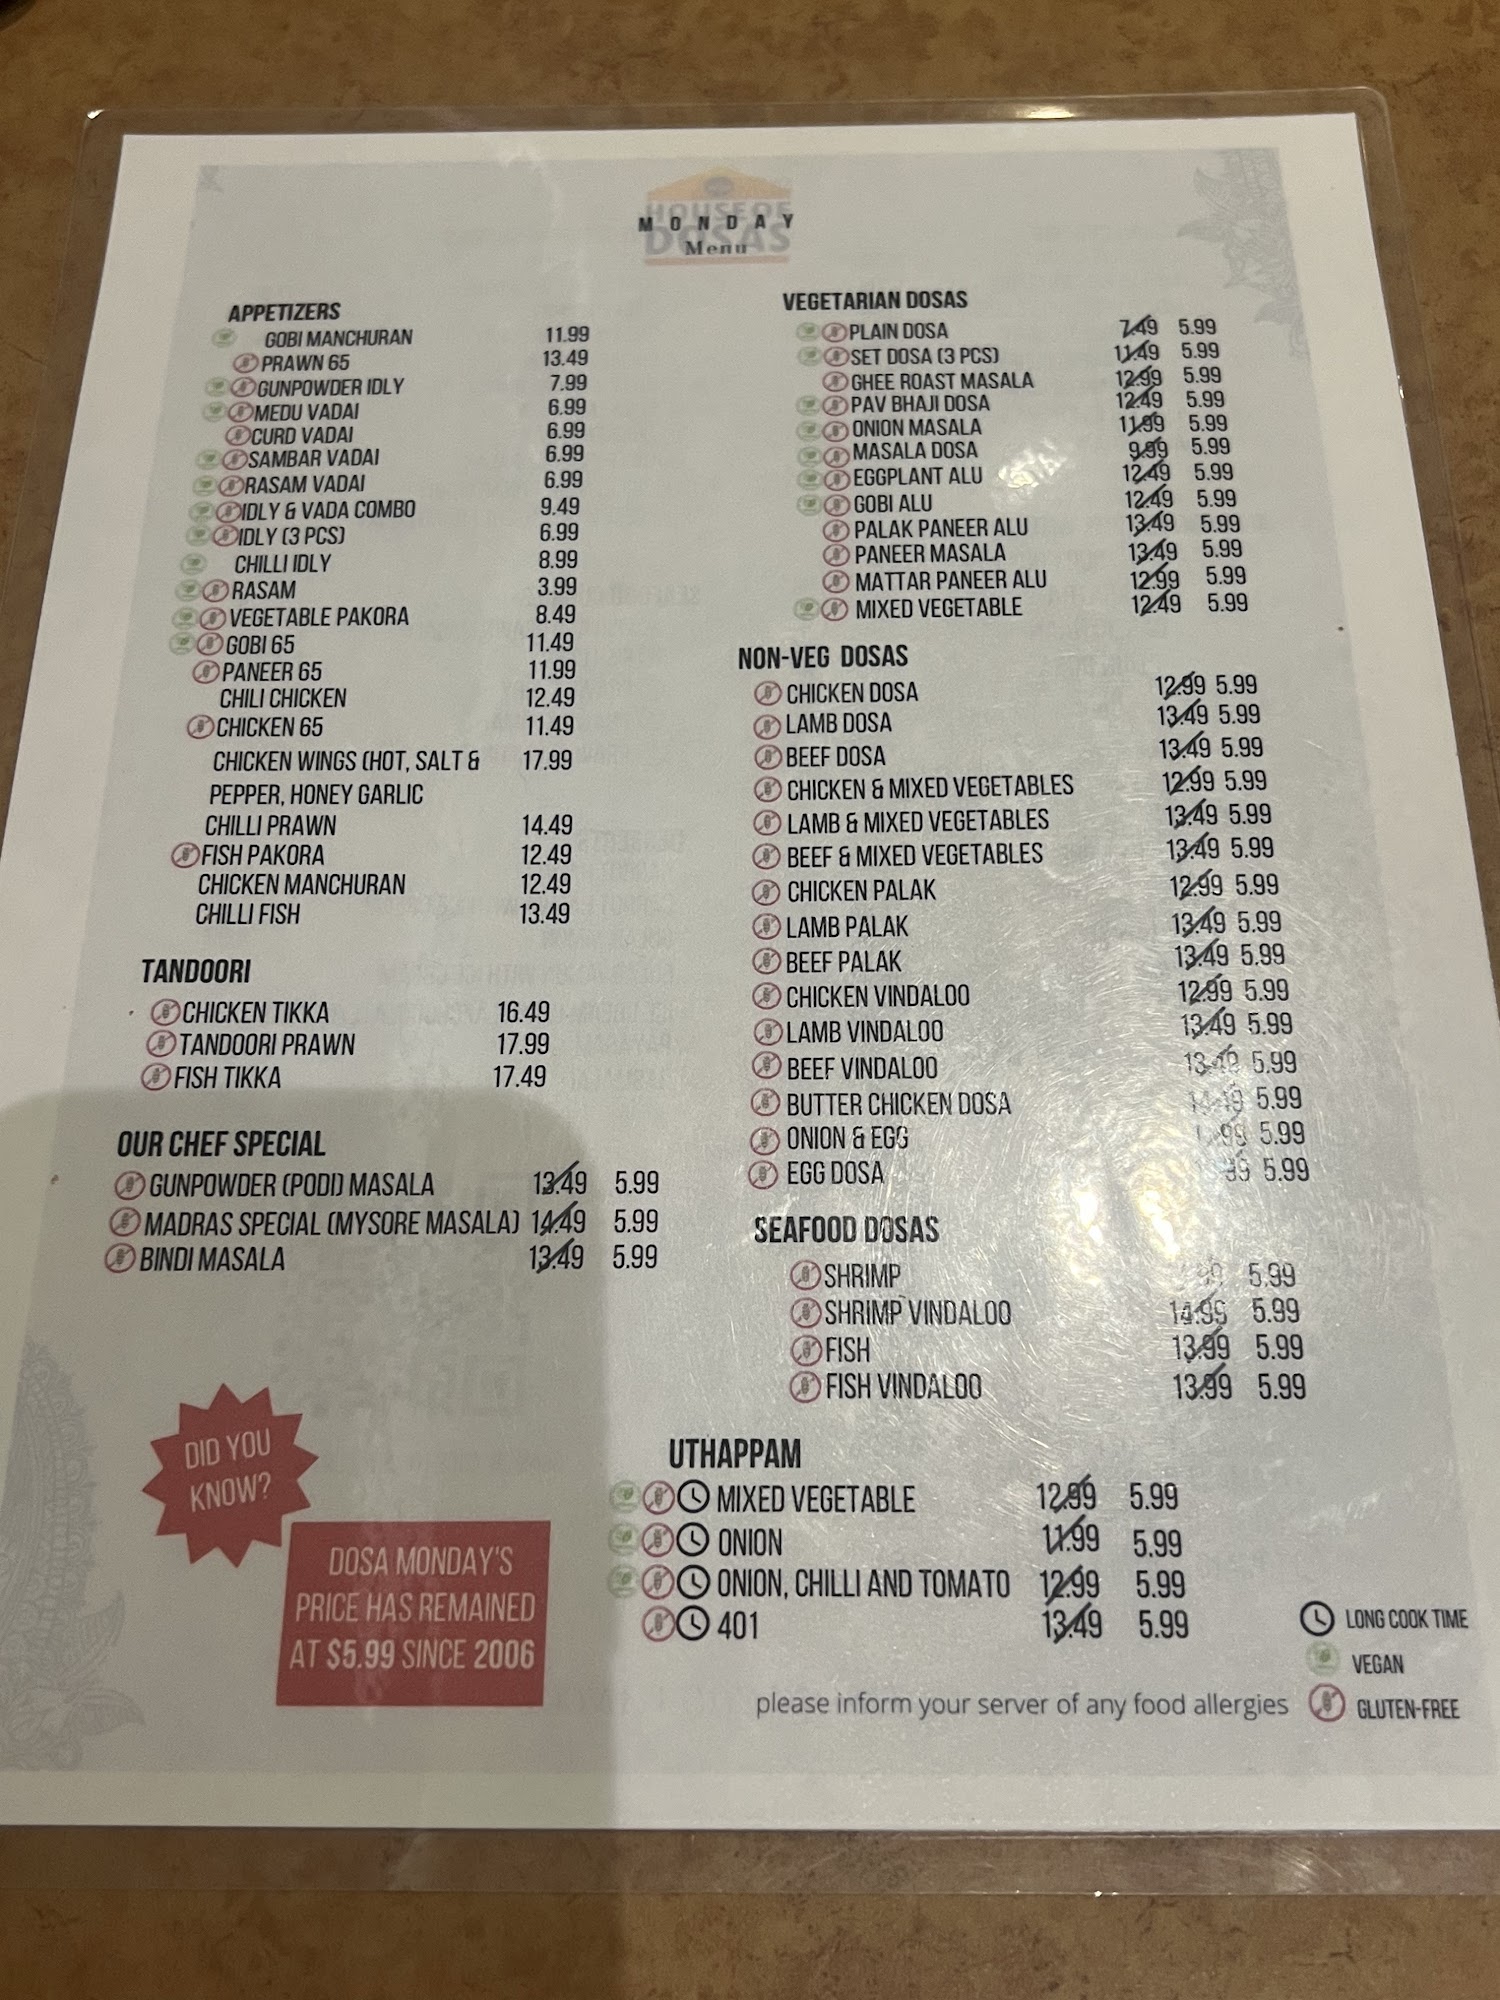 HOUSE OF
DOSAS
MONDAY
Menu
APPETIZERS
GOBI MANCHURAN 11.99
PRAWN 65 13.49
GUNPOWDER IDLY 7.99
MEDU VADAI 6.99
CURD VADAI 6.99
SAMBAR VADAI 6.99
RASAM VADAI 6.99
IDLY & VADA COMBO 9.49
IDLY (3 PCS) 6.99
CHILLI IDLY 8.99
RASAM 3.99
VEGETABLE PAKORA 8.49
GOBI 65 11.49
PANEER 65 11.99
CHILI CHICKEN 12.49
CHICKEN 65 11.49
CHICKEN WINGS (HOT, SALT & 17.99
PEPPER, HONEY GARLIC
CHILLI PRAWN 14.49
FISH PAKORA 12.49
CHICKEN MANCHURAN 12.49
CHILLI FISH 13.49
TANDOORI
CHICKEN TIKKA 16.49
TANDOORI PRAWN 17.99
FISH TIKKA 17.49
OUR CHEF SPECIAL
GUNPOWDER (PODI) MASALA 13.49 5.99
MADRAS SPECIAL (MYSORE MASALA) 14.49 5.99
BINDI MASALA 13.49 5.99
DID YOU
KNOW?
DOSA MONDAY'S
PRICE HAS REMAINED
AT $5.99 SINCE 2006
VEGETARIAN DOSAS
PLAIN DOSA 7.49 5.99
SET DOSA (3 PCS) 11.49 5.99
GHEE ROAST MASALA 12.99 5.99
PAV BHAJI DOSA 12.49 5.99
ONION MASALA 11.99 5.99
MASALA DOSA 9.99 5.99
EGGPLANT ALU 12.49 5.99
GOBI ALU 12.49 5.99
PALAK PANEER ALU 13.49 5.99
PANEER MASALA 13.49 5.99
MATTAR PANEER ALU 12.99 5.99
MIXED VEGETABLE 12.49 5.99
NON-VEG DOSAS
CHICKEN DOSA 12.99 5.99
LAMB DOSA 13.49 5.99
BEEF DOSA 13.49 5.99
CHICKEN & MIXED VEGETABLES 12.99 5.99
LAMB & MIXED VEGETABLES 13.49 5.99
BEEF & MIXED VEGETABLES 13.49 5.99
CHICKEN PALAK 12.99 5.99
LAMB PALAK 13.49 5.99
BEEF PALAK 13.49 5.99
CHICKEN VINDALOO 12.99 5.99
LAMB VINDALOO 13.49 5.99
BEEF VINDALOO 13.49 5.99
BUTTER CHICKEN DOSA 14.49 5.99
ONION & EGG 5.99
EGG DOSA 5.99
SEAFOOD DOSAS
SHRIMP 5.99
SHRIMP VINDALOO 14.99 5.99
FISH 13.99 5.99
FISH VINDALOO 13.99 5.99
UTHAPPAM
MIXED VEGETABLE 12.99 5.99
ONION 11.99 5.99
ONION, CHILLI AND TOMATO 12.99 5.99
401 13.49 5.99
LONG COOK TIME
VEGAN
GLUTEN-FREE
please inform your server of any food allergies